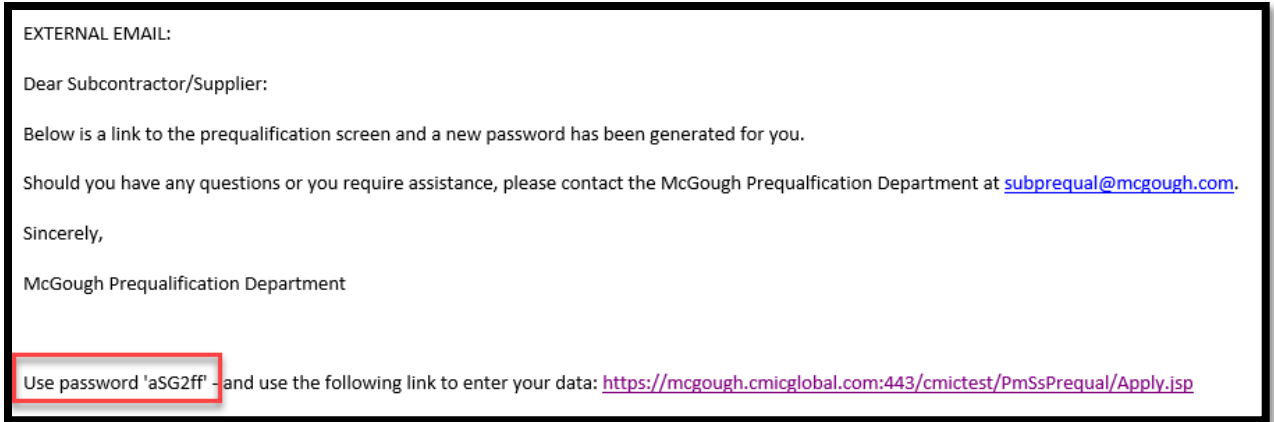 EXTERNAL EMAIL:
Dear Subcontractor/Supplier:
Below is a link to the prequalification screen and a new password has been generated for you.
Should you have any questions or you require assistance, please contact the McGough Prequalfication Department at subprequal@mcgough.com.
Sincerely,
McGough Prequalification Department
Use password 'aSG2ff' - and use the following link to enter your data: https://mcgough.cmicglobal.com:443/cmictest/PmSsPrequal/Apply.jsp